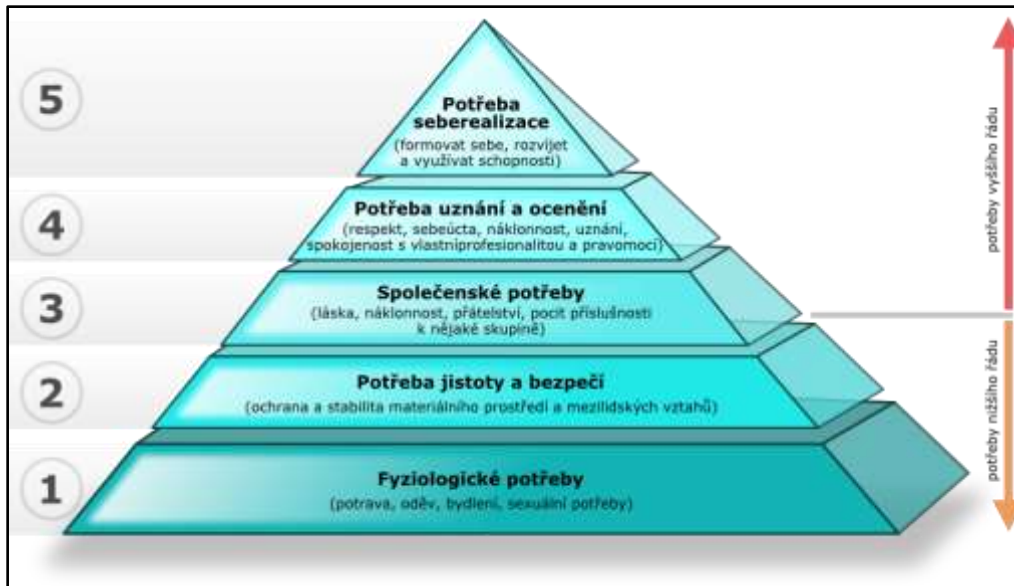 5
Potřeba
seberealizace
(formovat sebe, rozvíjet
a využívat schopnosti)
4
Potřeba uznání a ocenění
(respekt, sebeúcta, náklonnost, uznání,
spokojenost s vlastníprofesionalitou a pravomocí)
3
Společenské potřeby
(láska, náklonnost, přátelství, pocit příslušnosti
k nějaké skupině)
2
Potřeba jistoty a bezpečí
(ochrana a stabilita materiálního prostředí a mezilidských vztahů)
1
Fyziologické potřeby
(potrava, oděv, bydlení, sexuální potřeby)
potřeby vyššího řádu
potřeby nižšího řádu